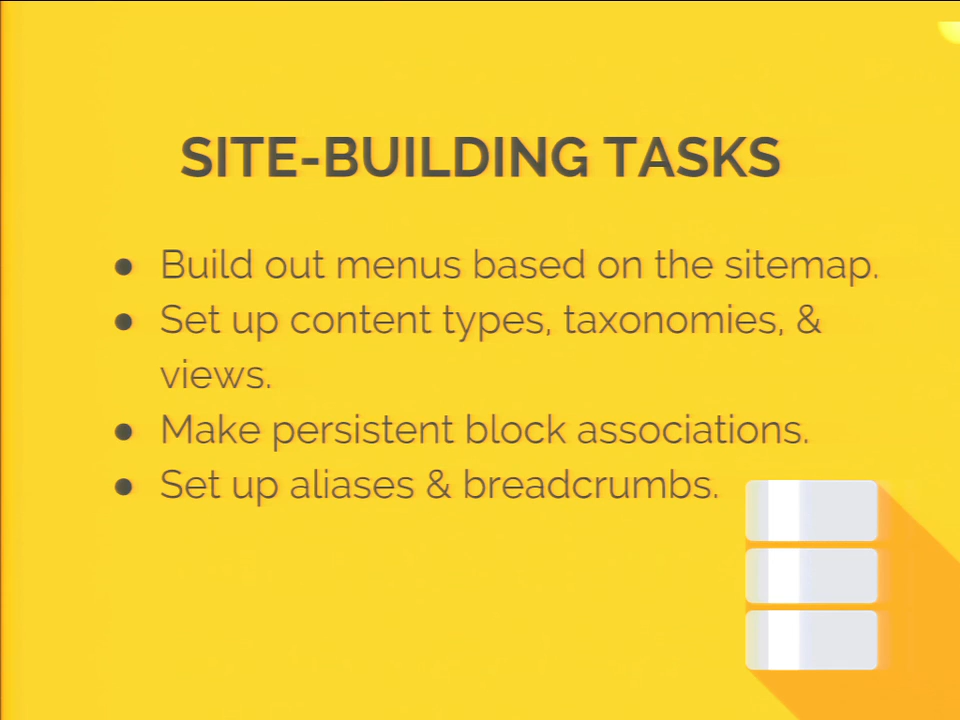 SITE-BUILDING TASKS
● Build out menus based on the sitemap.
● Set up content types, taxonomies, &
views.
● Make persistent block associations.
● Set up aliases & breadcrumbs.